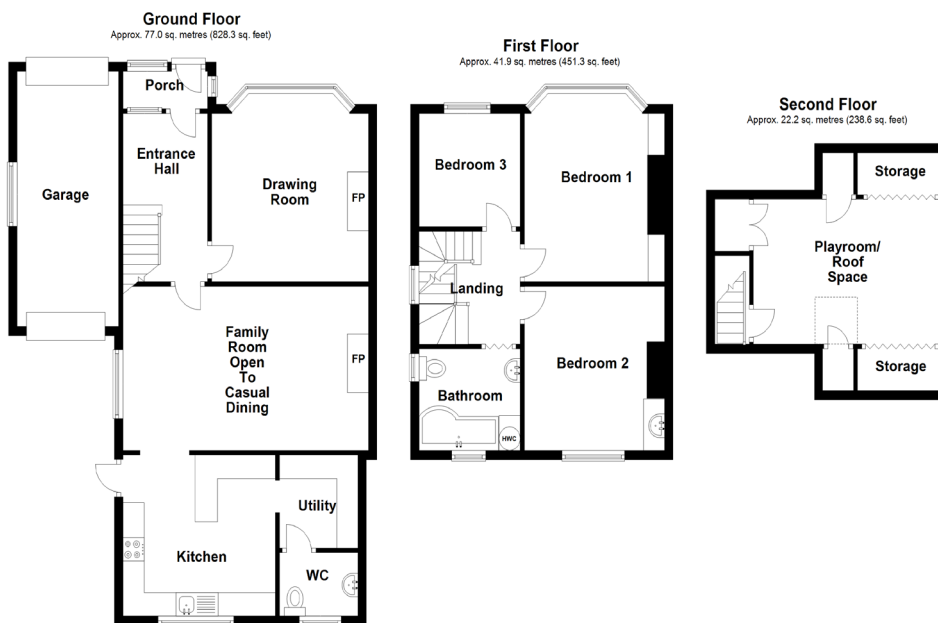 Ground Floor
Approx. 77.0 sq. metres (828.3 sq. feet)
Porch
Entrance
Hall
Garage
Drawing
Room
FP
Family
Room
Open
To
Casual
Dining
FP
Utility
Kitchen
WC
First Floor
Approx. 41.9 sq. metres (451.3 sq. feet)
Bedroom 3
Bedroom 1
Landing
Bedroom 2
Bathroom
HWC
Second Floor
Approx. 22.2 sq. metres (238.6 sq. feet)
Storage
Playroom/
Roof
Space
Storage